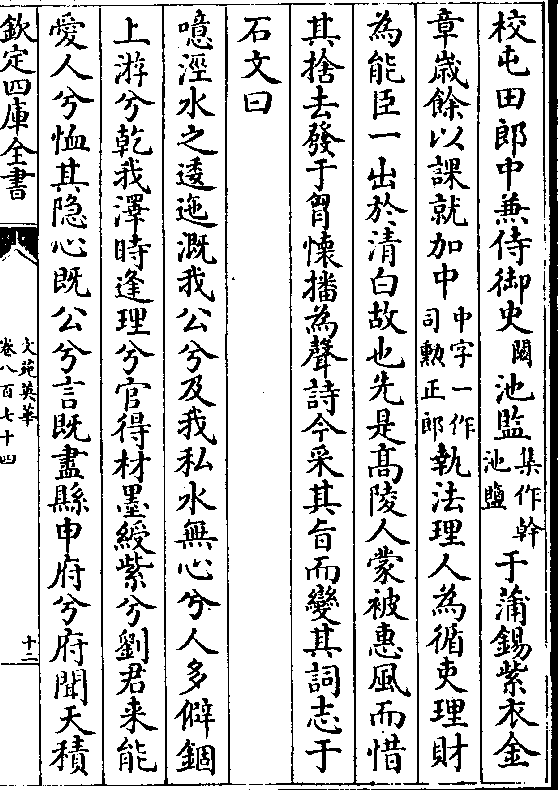 校屯田郎中兼侍御史闕池監集作幹池鹽于蒲錫紫衣金
章歲餘以課就加中中字一作司勲正郎執法理人為循吏理財
為能臣一出於清白故也先是髙陵人蒙被惠風而惜
其捨去發于胷懷播為聲詩今采其旨而變其詞志于
石文曰
噫涇水之逶迤溉我公兮及我私水無心兮人多僻錮
上游兮乾我澤時逢理兮官得材墨綬紫兮劉君来能
愛人兮恤其隐心既公兮言既盡縣申府兮府聞天積
欽定四庫全書
文苑英華
卷八百七十四
十二